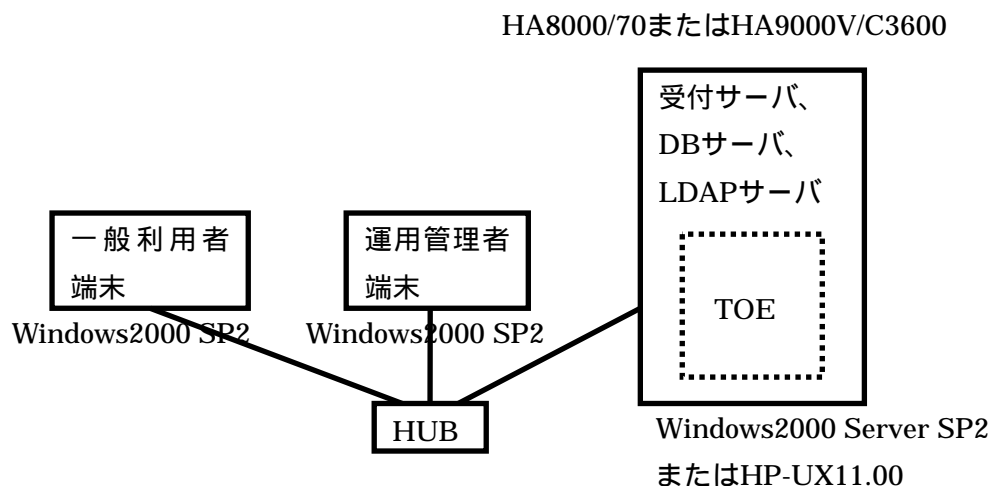 HA8000/70またはHA9000V/C3600
受付サーバ、
DBサーバ、
LDAPサーバ
TOE
一般利用者
端末
Windows2000 SP2
運用管理者
端末
Windows2000 SP2
HUB
Windows2000 Server SP2
またはHP-UX11.00